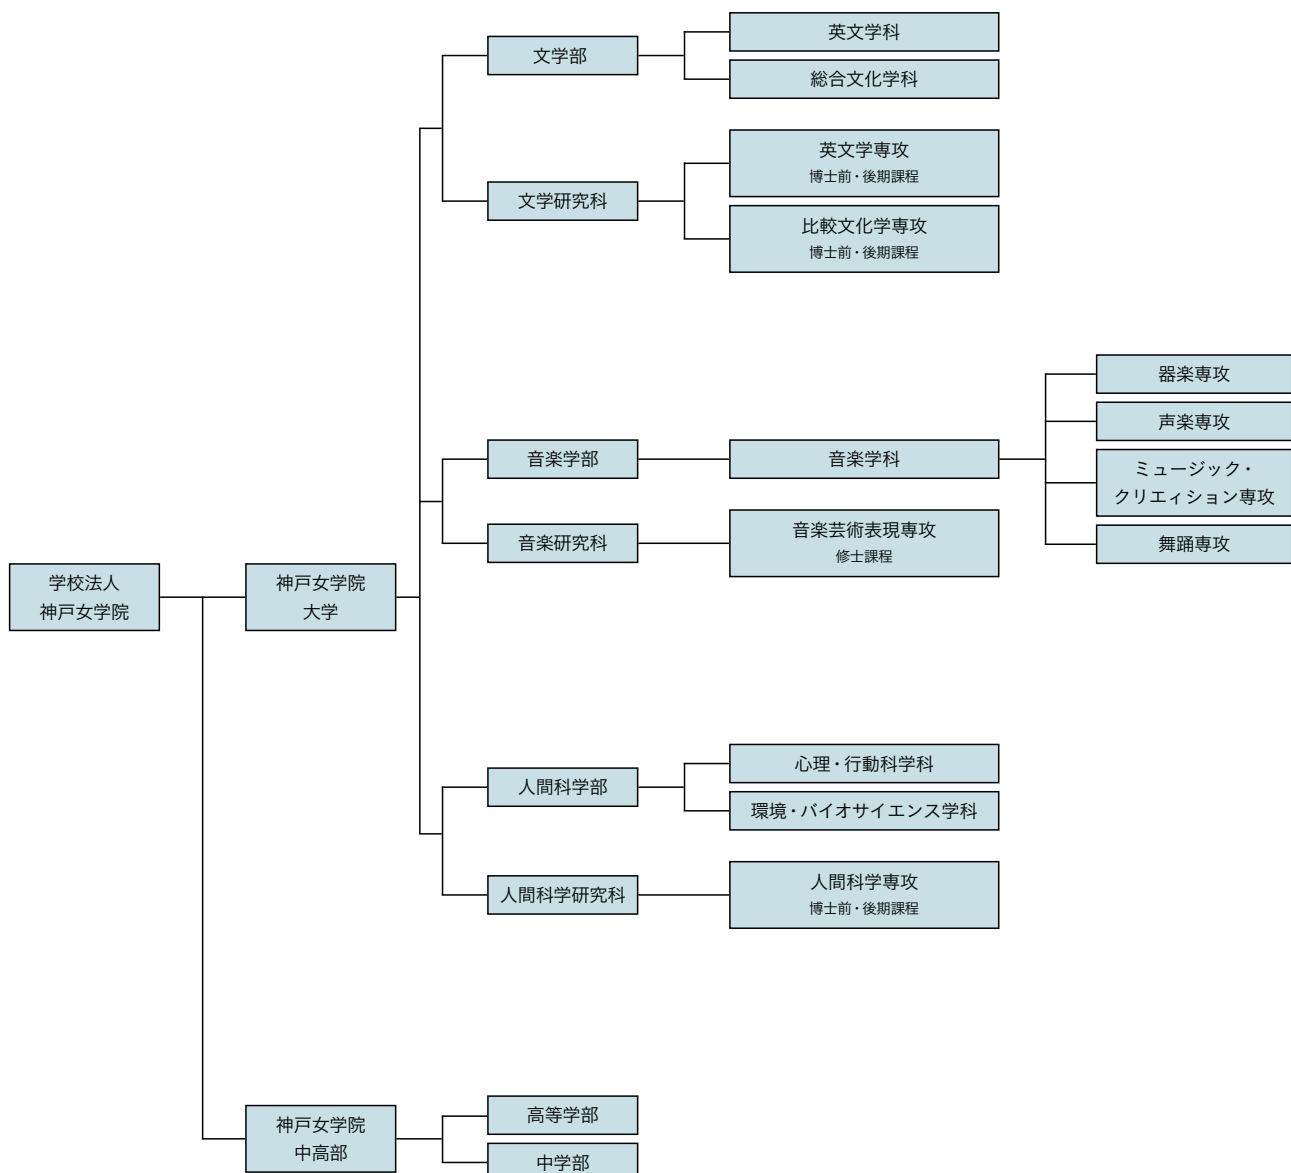 英文学科
文学部
総合文化学科
英文学専攻
博士前・後期課程
文学研究科
比較文化学専攻
博士前・後期課程
器楽専攻
声楽専攻
音楽学部
音楽学科
ミュージック・
クリエィション専攻
音楽研究科
音楽芸術表現専攻
修士課程
舞踊専攻
学校法人
神戸女学院
神戸女学院
大学
心理・行動科学科
人間科学部
環境・バイオサイエンス学科
人間科学研究科
人間科学専攻
博士前・後期課程
神戸女学院
中高部
高等学部
中学部